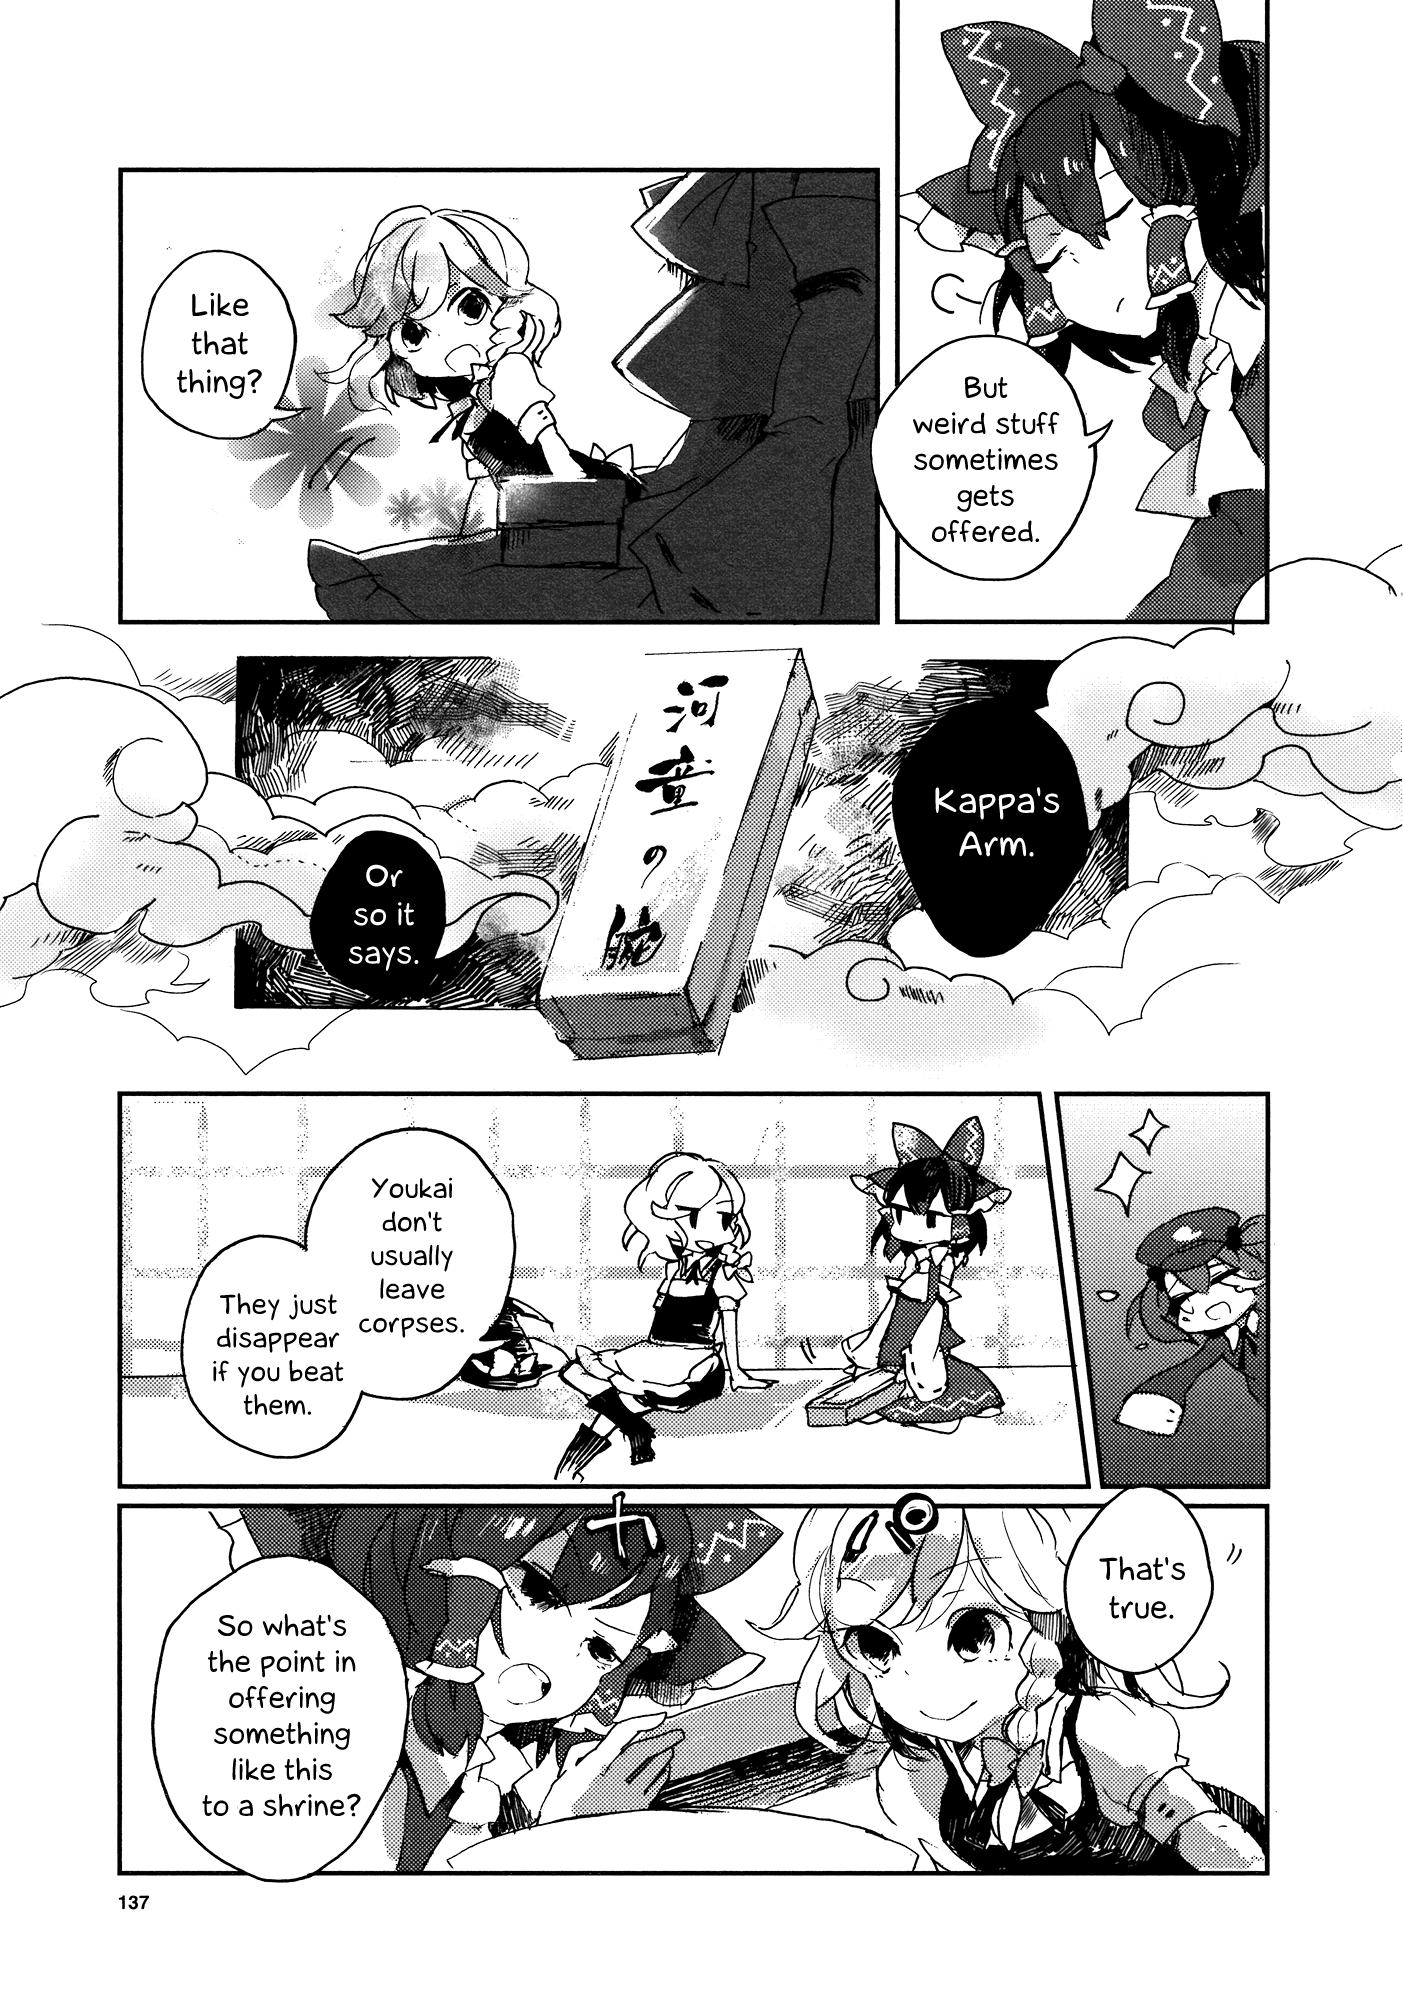 But
weird stuff
sometimes
gets
offered.
Like
that
thing?
Kappa's
Arm.
河童の腕
Or
so it
says.
Youkai
don't
usually
leave
corpses.
They just
disappear
if you beat
them.
That's
true.
So what's
the point in
offering
something
like this
to a shrine?
137